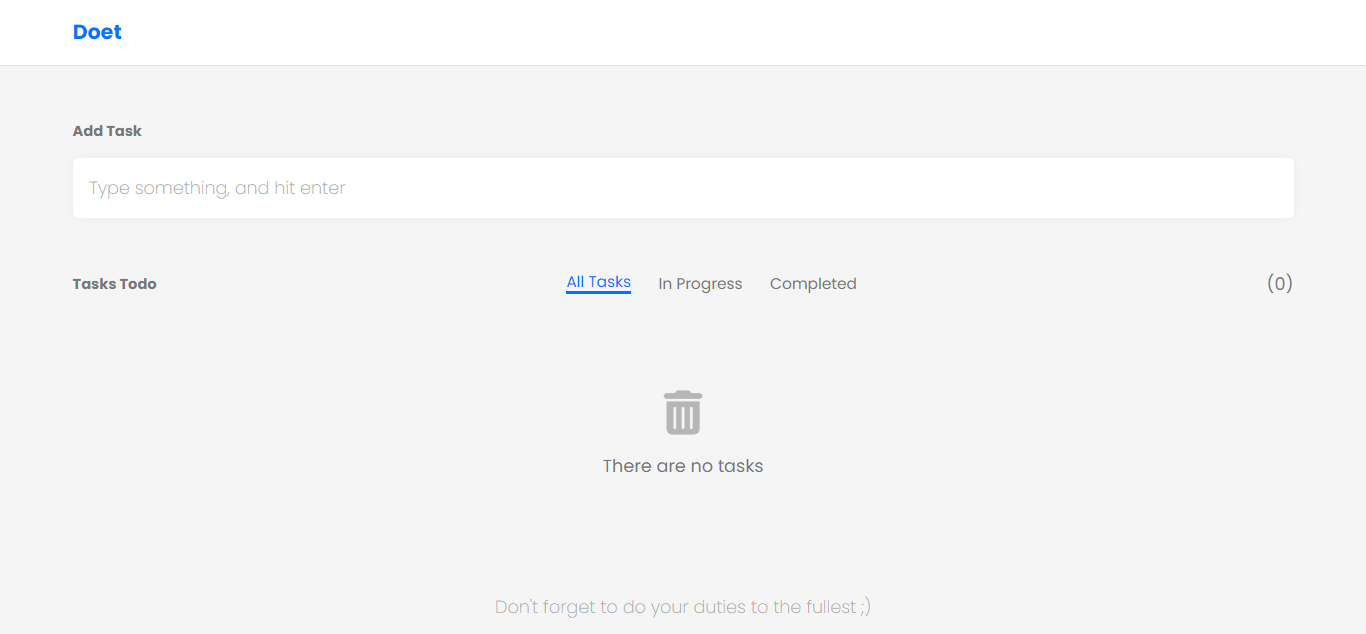 Doet
Add Task
Type something, and hit enter
Tasks Todo All Tasks In Progress Completed (0)
There are no tasks
Don't forget to do your duties to the fullest ;)